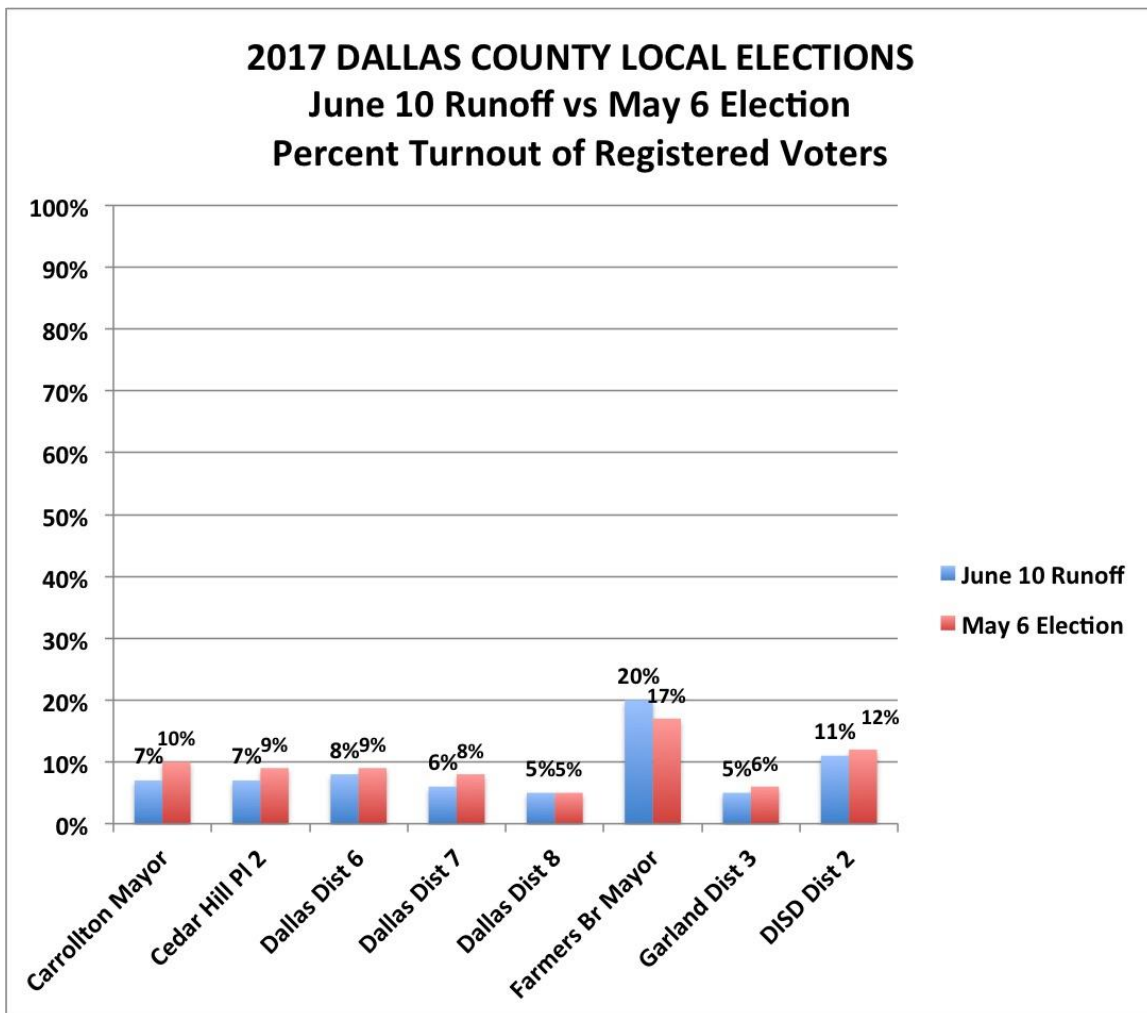 2017 DALLAS COUNTY LOCAL ELECTIONS
June 10 Runoff vs May 6 Election
Percent Turnout of Registered Voters
100%
90%
80%
70%
60%
50%
40%
30%
20%
10%
0%
7% 10% 7% 9% 8% 9% 6% 8% 5% 5% 20% 17% 5% 6% 11% 12%
Carrollton Mayor
Cedar Hill Pl 2
Dallas Dist 6
Dallas Dist 7
Dallas Dist 8
Farmers Br Mayor
Garland Dist 3
DISD Dist 2
June 10 Runoff
May 6 Election